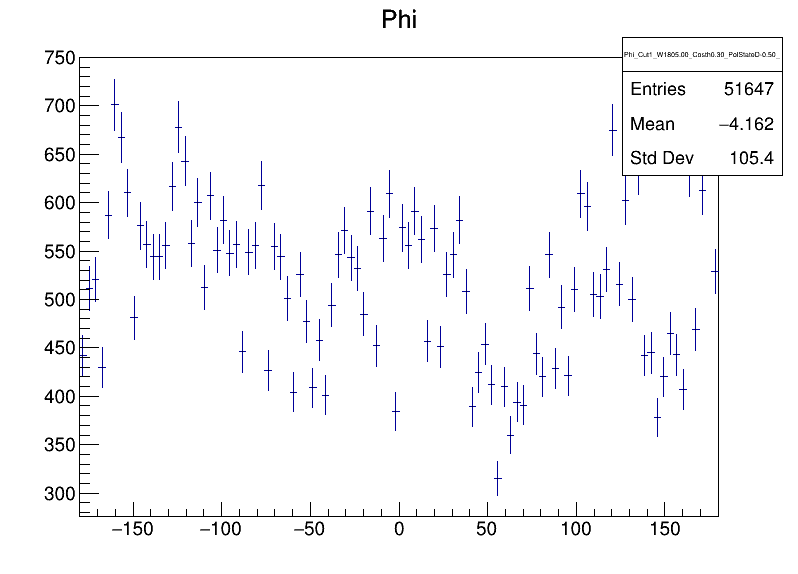 Phi
Phi_Cut1_W1805.00_Costh0.30_PolStateD-0.50_
Entries 51647
Mean −4.162
Std Dev 105.4
750
700
650
600
550
500
450
400
350
300
−150 −100 −50 0 50 100 150